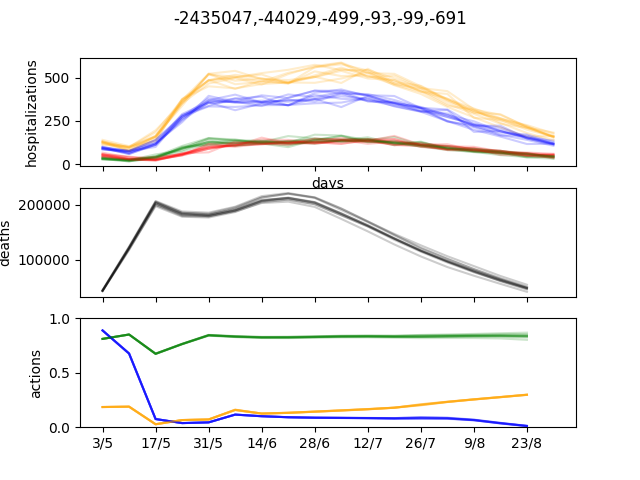 -2435047,-44029,-499,-93,-99,-691
hospitalizations
500
250
0
days
deaths
200000
100000
actions
1.0
0.5
0.0
3/5 17/5 31/5 14/6 28/6 12/7 26/7 9/8 23/8